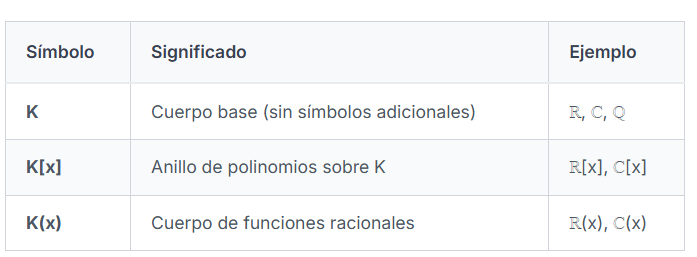 Símbolo Significado Ejemplo
K Cuerpo base (sin símbolos adicionales) ℝ, ℂ, ℚ
K[x] Anillo de polinomios sobre K ℝ[x], ℂ[x]
K(x) Cuerpo de funciones racionales ℝ(x), ℂ(x)